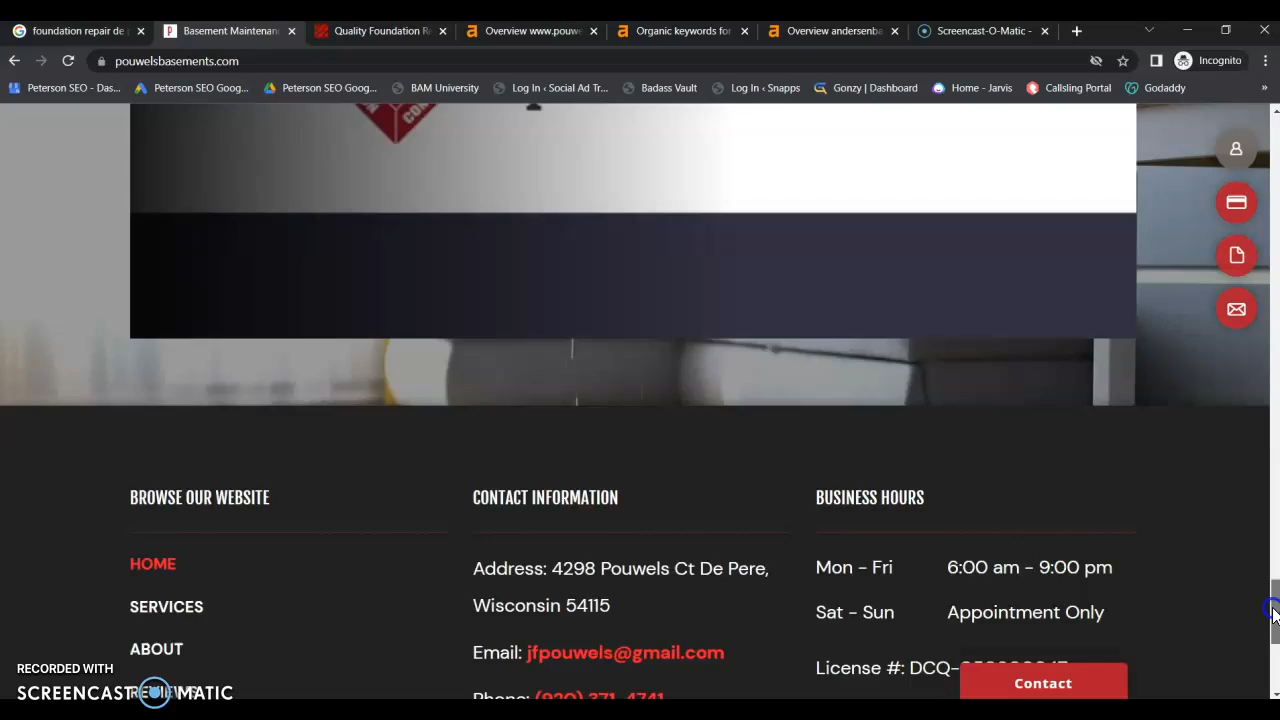 foundation repair de p
Basement Maintenan
Quality Foundation Re
Overview www.pouwe
Organic keywords for
Overview andersenba
Screencast-O-Matic -
pouwelsbasements.com
Incognito
Peterson SEO - Das...
Peterson SEO Goog...
Peterson SEO Goog...
BAM University
Log In ‹ Social Ad Tr...
Badass Vault
Log In ‹ Snapps
Gonzy | Dashboard
Home - Jarvis
Callsling Portal
Godaddy
»
BROWSE OUR WEBSITE
HOME
SERVICES
ABOUT
CONTACT INFORMATION
Address: 4298 Pouwels Ct De Pere,
Wisconsin 54115
Email: jfpouwels@gmail.com
Phone: (920) 371-4741
BUSINESS HOURS
Mon - Fri 6:00 am - 9:00 pm
Sat - Sun Appointment Only
License #: DCQ-
Contact
RECORDED WITH
SCREENCAST MATIC